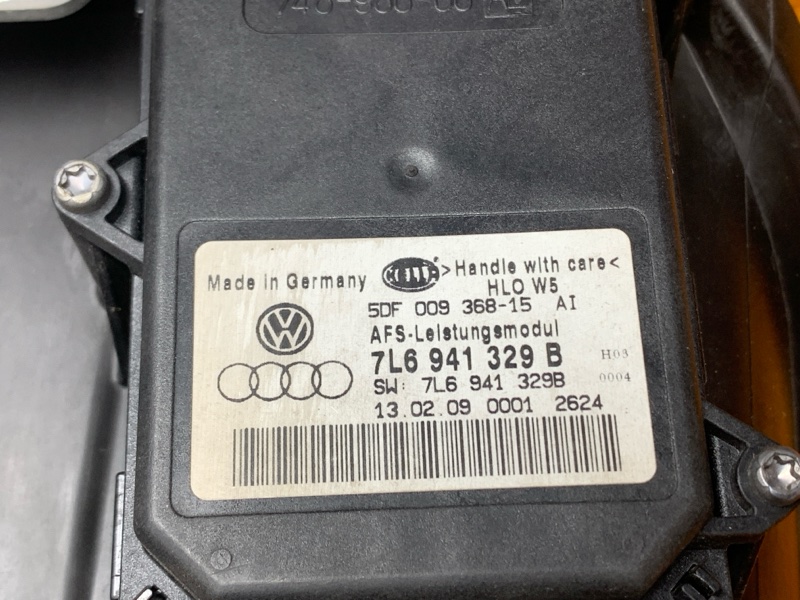 Made in Germany HELLA >Handle with care<
HLO W5
5DF 009 368-15 AI
AFS-Leistungsmodul
7L6 941 329 B H03
SW: 7L6 941 329B 0004
13.02.09 0001 2624